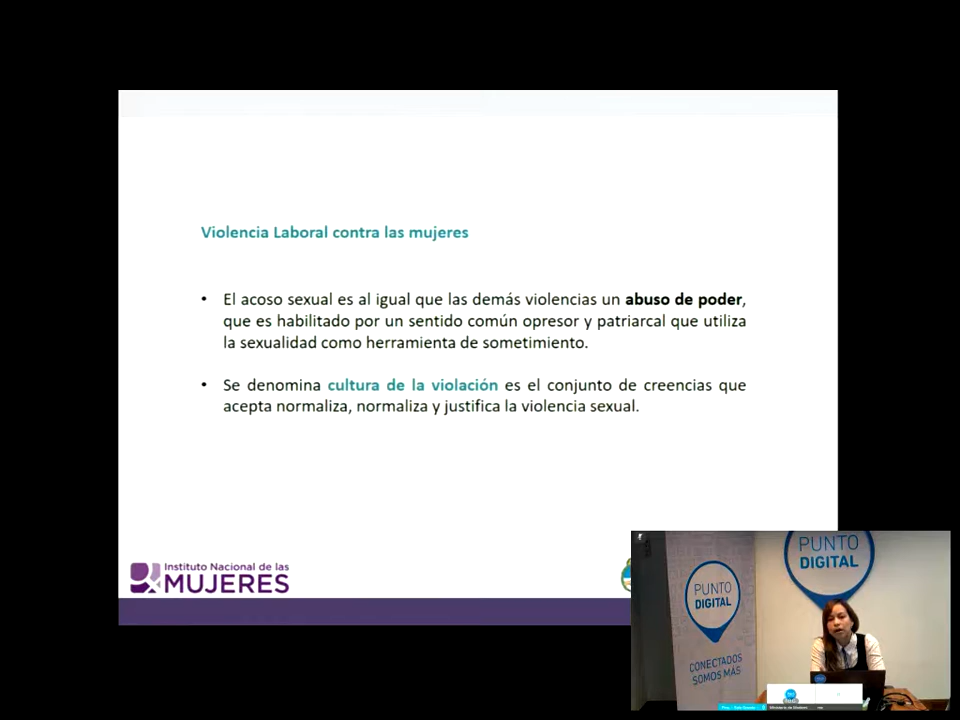 Violencia Laboral contra las mujeres
• El acoso sexual es al igual que las demás violencias un abuso de poder,
que es habilitado por un sentido común opresor y patriarcal que utiliza
la sexualidad como herramienta de sometimiento.
• Se denomina cultura de la violación es el conjunto de creencias que
acepta normaliza, normaliza y justifica la violencia sexual.
Instituto Nacional de las
MUJERES
PUNTO
DIGITAL
CONECTADOS
SOMOS MÁS
PUNTO
DIGITAL